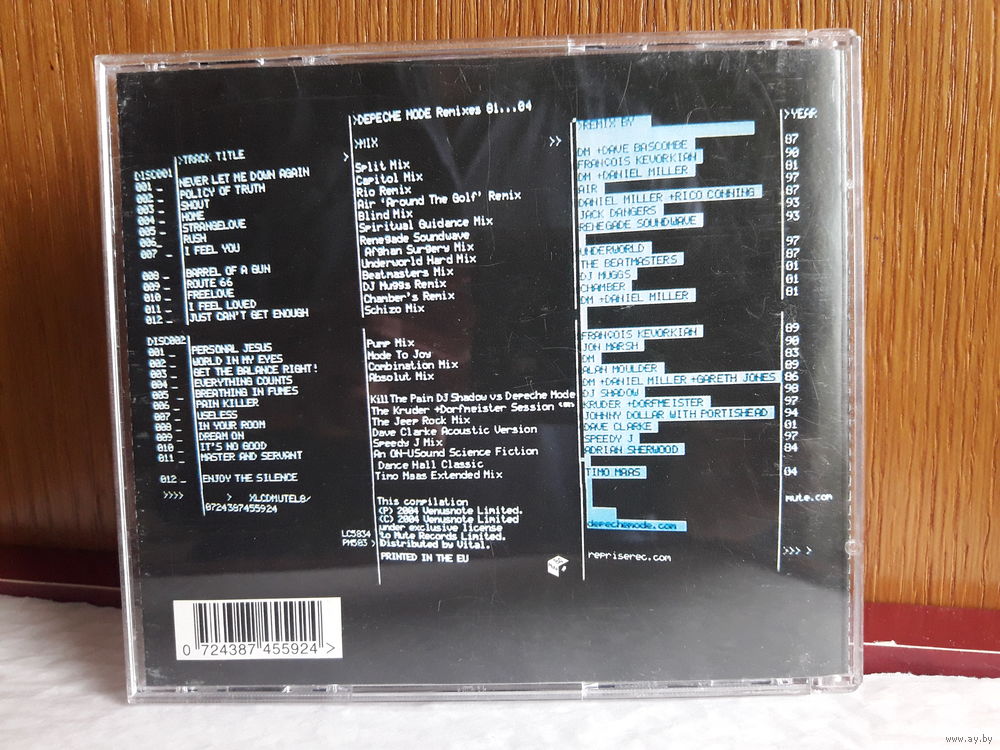 >DEPECHE MODE Remixes 81...04
>TRACK TITLE
>
>MIX
>>
>REMIX BY
>YEAR
DISC001
001 _ NEVER LET ME DOWN AGAIN Split Mix DM +DAVE BASCOMBE 87
002 _ POLICY OF TRUTH Capitol Mix FRANÇOIS KEVORKIAN 90
003 _ SHOUT Rio Remix DM +DANIEL MILLER 81
004 _ HOME Air 'Around The Golf' Remix AIR 97
005 _ STRANGELOVE Blind Mix DANIEL MILLER +RICO CONNING 87
006 _ RUSH Spiritual Guidance Mix JACK DANGERS 93
007 _ I FEEL YOU Renegade Soundwave RENEGADE SOUNDWAVE 93
Afghan Surgery Mix
008 _ BARREL OF A GUN Underworld Hard Mix UNDERWORLD 97
009 _ ROUTE 66 Beatmasters Mix THE BEATMASTERS 87
010 _ FREELOVE DJ Muggs Remix DJ MUGGS 01
011 _ I FEEL LOVED Chamber's Remix CHAMBER 01
012 _ JUST CAN'T GET ENOUGH Schizo Mix DM +DANIEL MILLER 81
DISC002
001 _ PERSONAL JESUS Pump Mix FRANÇOIS KEVORKIAN 89
002 _ WORLD IN MY EYES Mode To Joy JON MARSH 90
003 _ GET THE BALANCE RIGHT! Combination Mix DM 83
004 _ EVERYTHING COUNTS Absolut Mix ALAN MOULDER 89
005 _ BREATHING IN FUMES DM +DANIEL MILLER +GARETH JONES 86
006 _ PAIN KILLER Kill The Pain DJ Shadow vs Depeche Mode DJ SHADOW 98
007 _ USELESS The Kruder +Dorfmeister Session KRUDER +DORFMEISTER 97
008 _ IN YOUR ROOM The Jeep Rock Mix JOHNNY DOLLAR WITH PORTISHEAD 94
009 _ DREAM ON Dave Clarke Acoustic Version DAVE CLARKE 01
010 _ IT'S NO GOOD Speedy J Mix SPEEDY J 97
011 _ MASTER AND SERVANT An ON-USound Science Fiction ADRIAN SHERWOOD 84
Dance Hall Classic
012 _ ENJOY THE SILENCE Timo Maas Extended Mix TIMO MAAS 04
>>>> > XLCDMUTEL8/
0724387455924
This compilation
(P) 2004 Venusnote Limited.
(C) 2004 Venusnote Limited
under exclusive license
to Mute Records Limited.
Distributed by Vital.
LC5834
PM583 >
PRINTED IN THE EU
mute.com
depechemode.com
repriserec.com
>>> >
0 724387 455924 >
www.ay.by